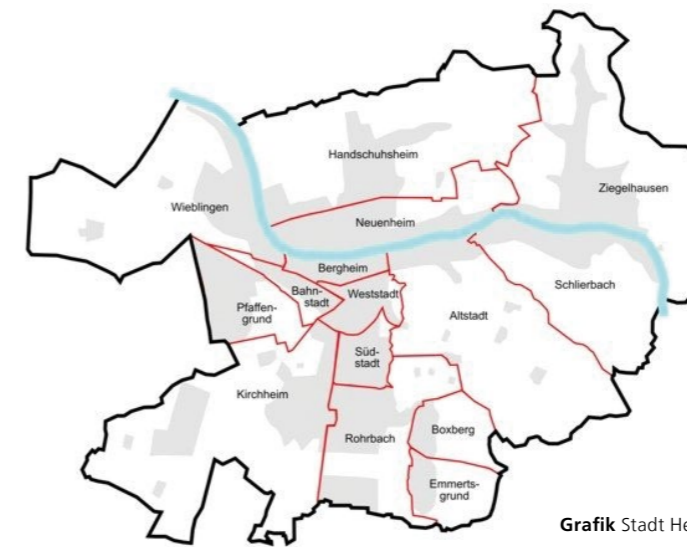 Handschuhsheim
Ziegelhausen
Wieblingen
Neuenheim
Bergheim
Schlierbach
Bahn-
stadt
Weststadt
Pfaffen-
grund
Altstadt
Süd-
stadt
Kirchheim
Boxberg
Rohrbach
Emmerts-
grund
Grafik Stadt He